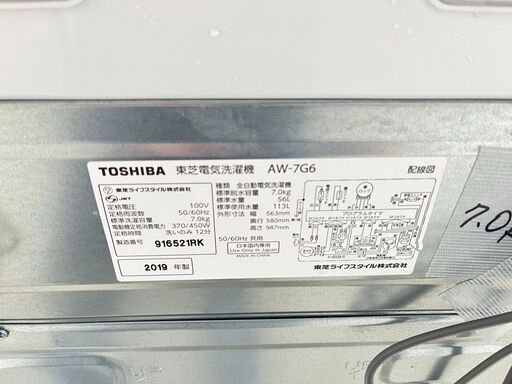 TOSHIBA 東芝電気洗濯機 AW-7G6 配線図
東芝ライフスタイル株式会社
JET
定格電圧 100V
定格周波数 50/60Hz
標準洗濯容量 7.0kg
電動機定格消費電力 370/450W
定格時間 洗いのみ 12分
製造番号 916521RK
2019 年製
種類 全自動電気洗濯機
標準脱水容量 7.0kg
標準水量 56L
標準使用水量 113L
外形寸法 幅 563mm
奥行 580mm
高さ 987mm
50/60Hz 共用
日本国内専用
Use Only in Japan
MADE IN CHINA
プログラムタイマ
東芝ライフスタイル株式会社
7.0k
UP